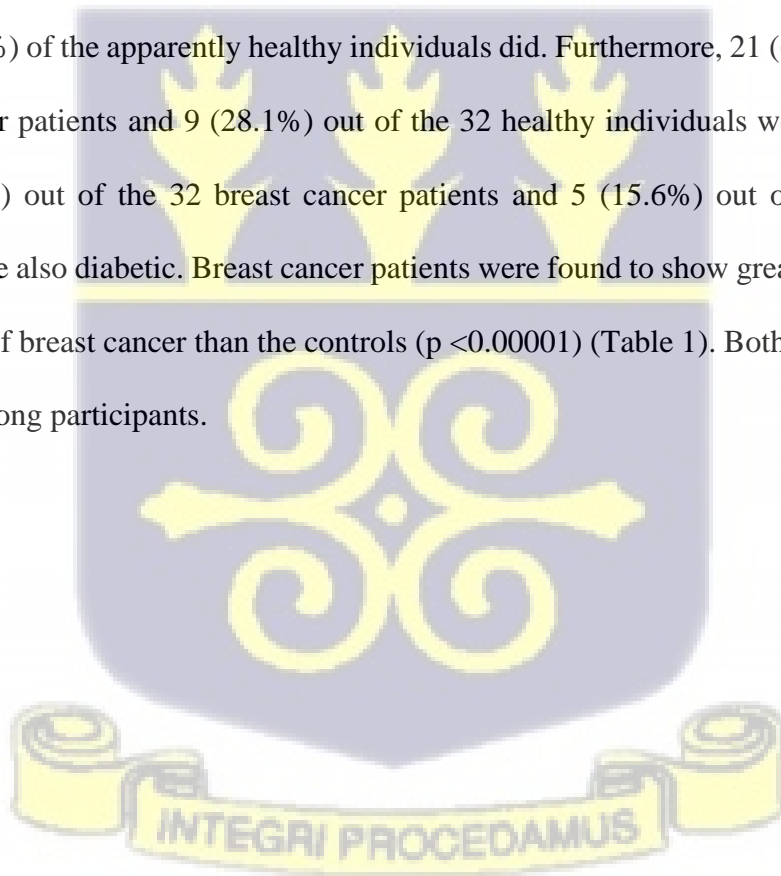 %) of the apparently healthy individuals did. Furthermore, 21 (
r patients and 9 (28.1%) out of the 32 healthy individuals w
) out of the 32 breast cancer patients and 5 (15.6%) out o
e also diabetic. Breast cancer patients were found to show grea
f breast cancer than the controls (p <0.00001) (Table 1). Both
ong participants.
INTEGRI PROCEDAMUS